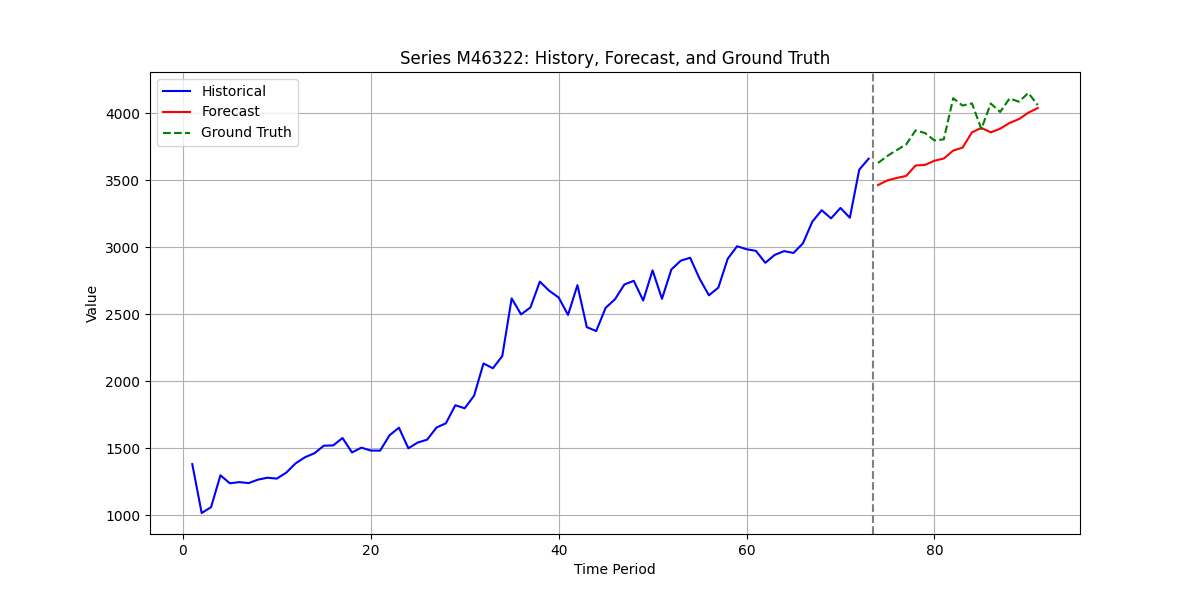 Series M46322: History, Forecast, and Ground Truth
Historical
Forecast
Ground Truth
4000
3500
3000
2500
2000
1500
1000
Value
0 20 40 60 80
Time Period